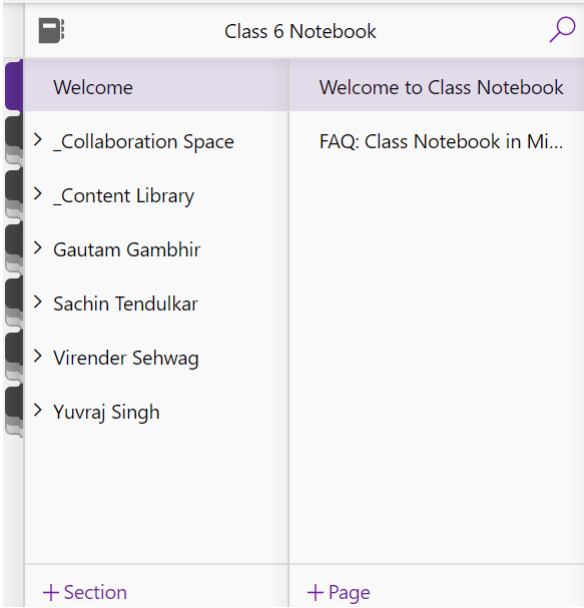 Class 6 Notebook
Welcome
_Collaboration Space
_Content Library
Gautam Gambhir
Sachin Tendulkar
Virender Sehwag
Yuvraj Singh
+ Section
Welcome to Class Notebook
FAQ: Class Notebook in Mi...
+ Page